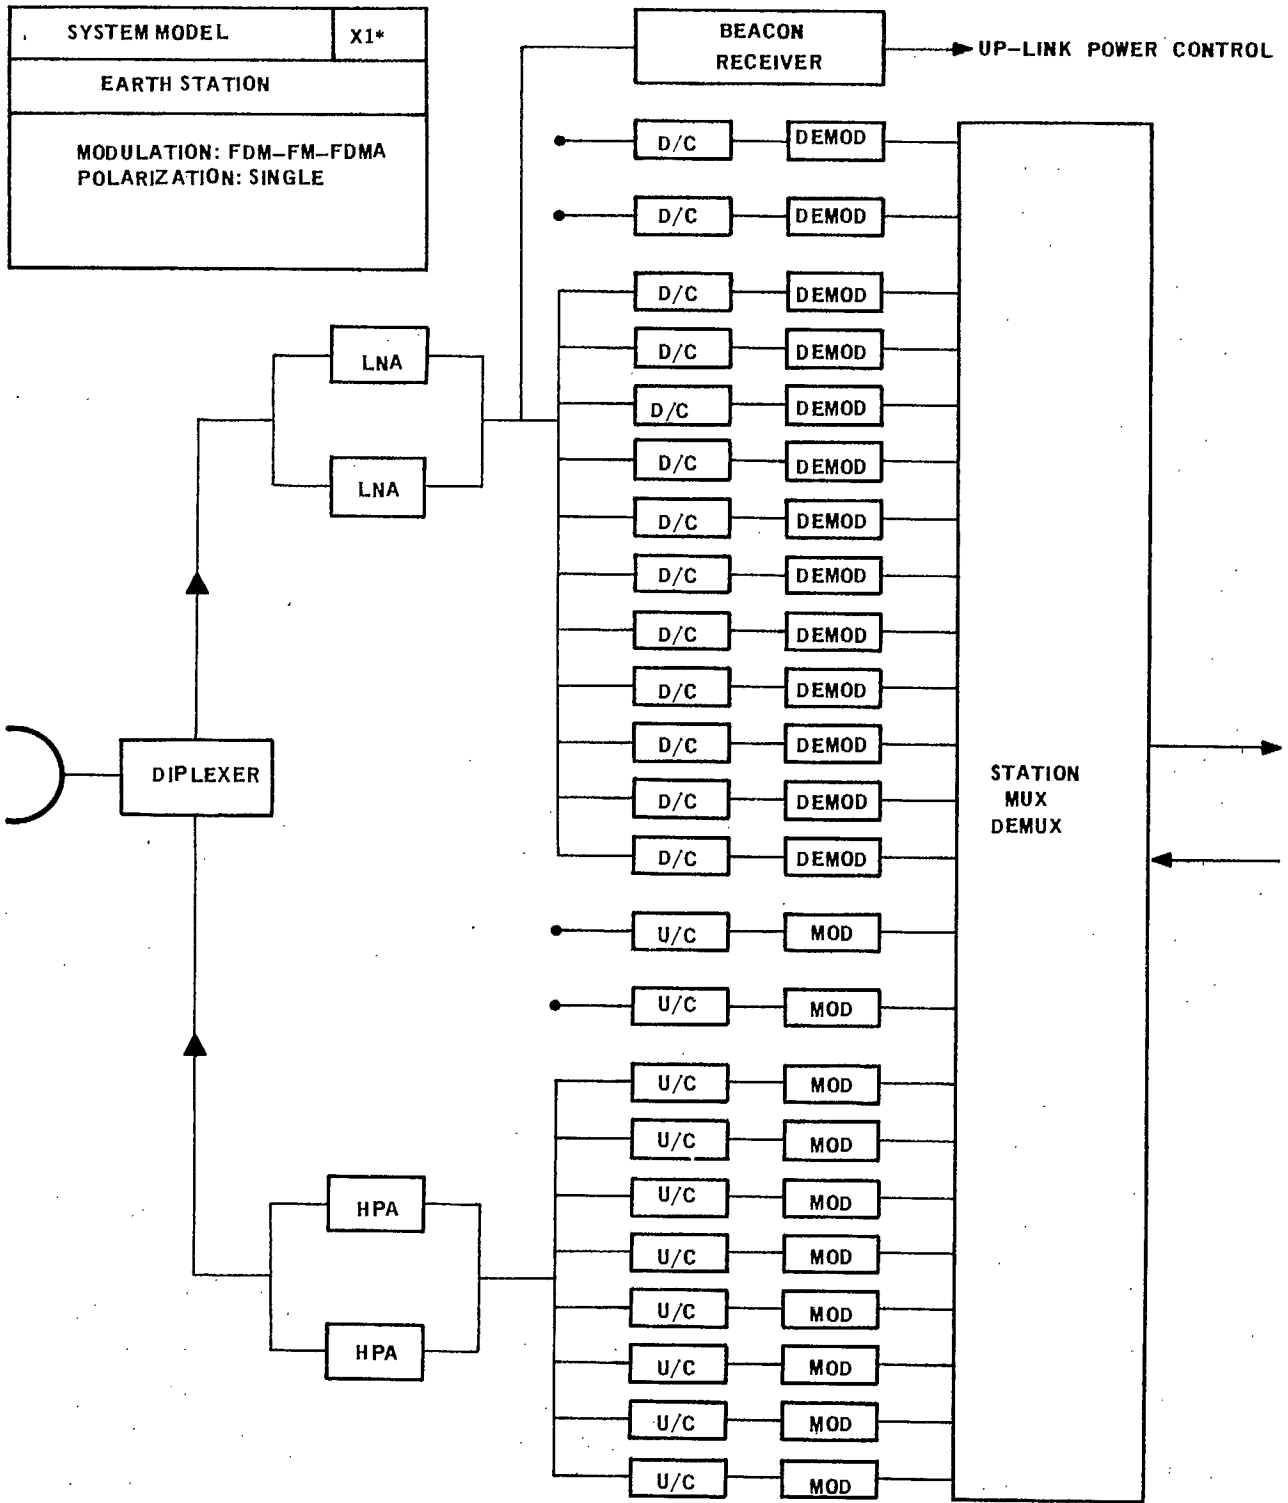 SYSTEM MODEL X1*
EARTH STATION
MODULATION: FDM-FM-FDMA
POLARIZATION: SINGLE
BEACON
RECEIVER
UP-LINK POWER CONTROL
D/C DEMOD
D/C DEMOD
D/C DEMOD
D/C DEMOD
D/C DEMOD
D/C DEMOD
D/C DEMOD
D/C DEMOD
D/C DEMOD
D/C DEMOD
D/C DEMOD
D/C DEMOD
D/C DEMOD
LNA
LNA
DIPLEXER
STATION
MUX
DEMUX
U/C MOD
U/C MOD
U/C MOD
U/C MOD
U/C MOD
U/C MOD
U/C MOD
U/C MOD
U/C MOD
U/C MOD
HPA
HPA